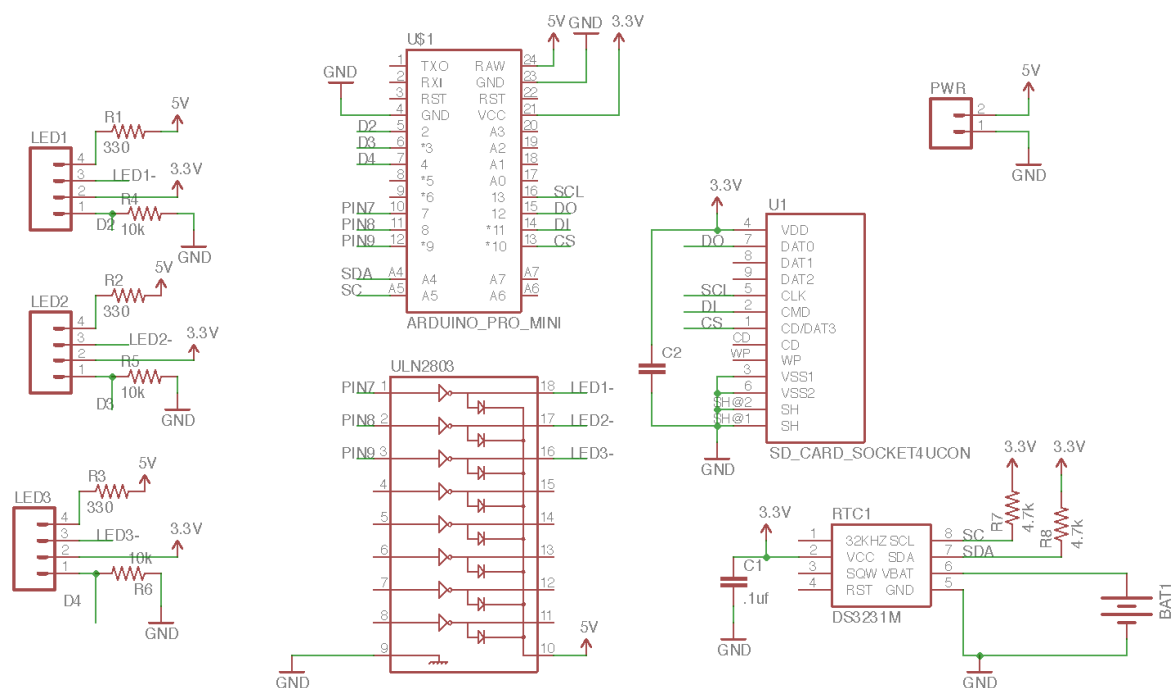 LED1
R1
330
5V
4
3
2
1
LED1-
3.3V
R4
10k
D2
GND
LED2
R2
330
5V
4
3
2
1
LED2-
3.3V
R5
10k
D3
GND
LED3
R3
330
5V
4
3
2
1
LED3-
3.3V
10k
R6
D4
GND
U$1
GND
5V GND 3.3V
1 TXO RAW 24
2 RXI GND 23
3 RST RST 22
4 GND VCC 21
D2 5 2 A3 20
D3 6 *3 A2 19
D4 7 4 A1 18
8 *5 A0 17
9 *6 13 16 SCL
PIN7 10 7 12 15 DO
PIN8 11 8 *11 14 DI
PIN9 12 *9 *10 13 CS
SDA A4 A4 A7 A7
SC A5 A5 A6 A6
ARDUINO_PRO_MINI
ULN2803
PIN7 1 18 LED1-
PIN8 2 17 LED2-
PIN9 3 16 LED3-
4 15
5 14
6 13
7 12
8 11
9 10
GND
5V
PWR
2
1
5V
GND
3.3V
U1
4 VDD
DO 7 DAT0
8 DAT1
9 DAT2
SCL 5 CLK
DI 2 CMD
CS 1 CD/DAT3
CD CD
WP WP
3 VSS1
6 VSS2
SH@2 SH
SH@1 SH
C2
GND
SD_CARD_SOCKET4UCON
3.3V 3.3V
R7
4.7k
R8
4.7k
RTC1
3.3V
1 32KHZ SCL 8 SC
2 VCC SDA 7 SDA
3 SQW VBAT 6
4 RST GND 5
C1
.1uf
GND
DS3231M
BAT1
GND